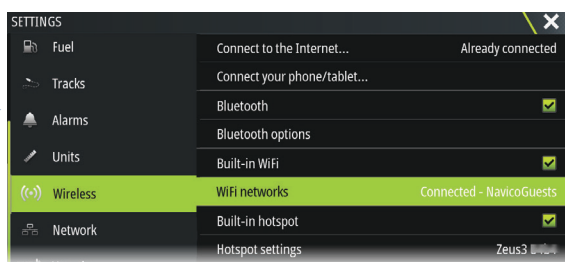 SETTINGS
Fuel
Tracks
Alarms
Units
Wireless
Network
Connect to the Internet... Already connected
Connect your phone/tablet...
Bluetooth
Bluetooth options
Built-in WiFi
WiFi networks Connected - NavicoGuests
Built-in hotspot
Hotspot settings Zeus3